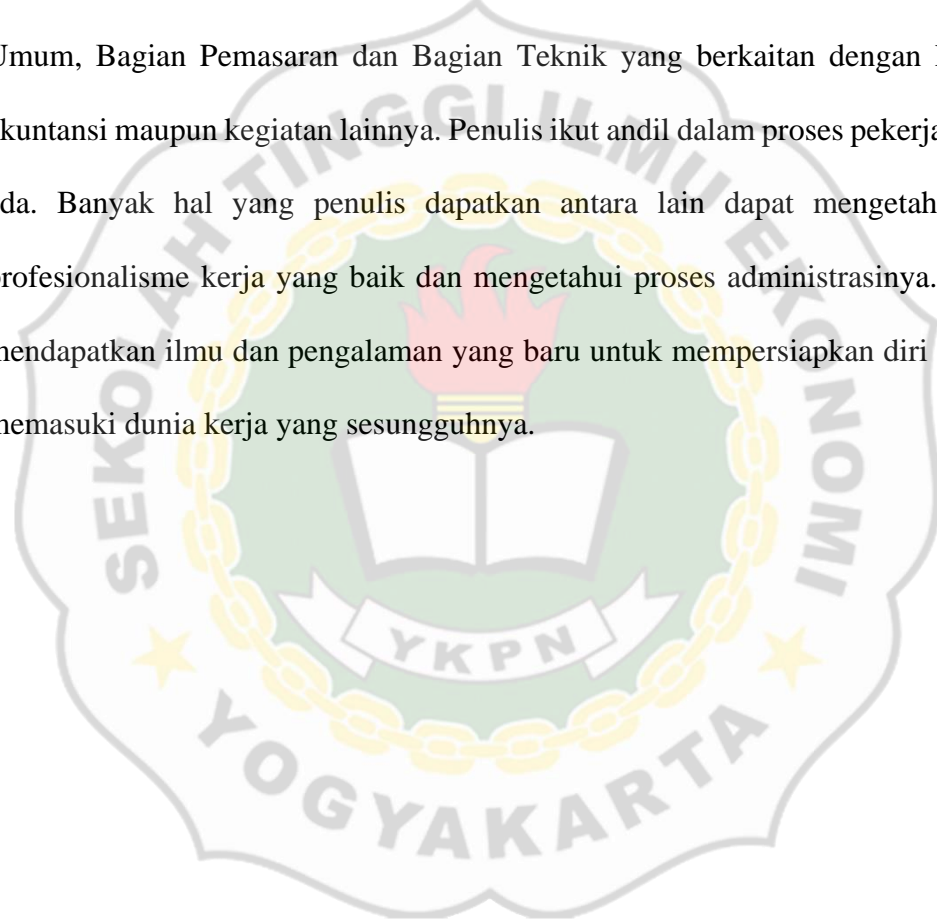 Umum, Bagian Pemasaran dan Bagian Teknik yang berkaitan dengan
kuntansi maupun kegiatan lainnya. Penulis ikut andil dalam proses pekerja
da. Banyak hal yang penulis dapatkan antara lain dapat mengetah
rofesionalisme kerja yang baik dan mengetahui proses administrasinya.
mendapatkan ilmu dan pengalaman yang baru untuk mempersiapkan diri
memasuki dunia kerja yang sesungguhnya.
SEKOLAH TINGGI ILMU EKONOMI
YKPN
YOGYAKARTA